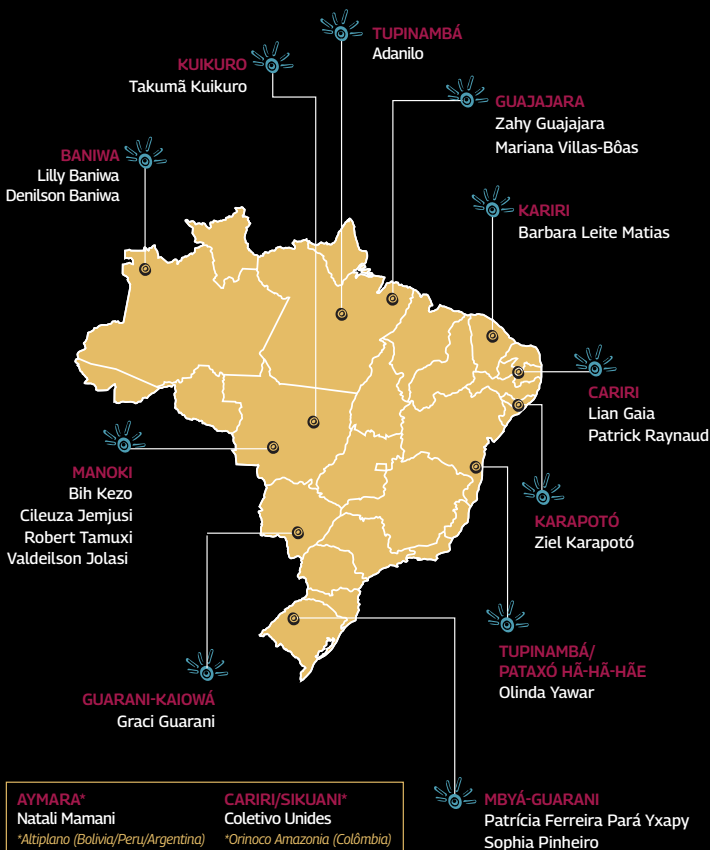 TUPINAMBÁ
Adanilo
KUIKURO
Takumã Kuikuro
GUAJAJARA
Zahy Guajajara
Mariana Villas-Bôas
BANIWA
Lilly Baniwa
Denilson Baniwa
KARIRI
Barbara Leite Matias
CARIRI
Lian Gaia
Patrick Raynaud
MANOKI
Bih Kezo
Cileuza Jemjusi
Robert Tamuxi
Valdeilson Jolasi
KARAPOTÓ
Ziel Karapotó
TUPINAMBÁ/
PATAXÓ HÃ-HÃ-HÃE
Olinda Yawar
GUARANI-KAIOWÁ
Graci Guarani
AYMARA*
Natali Mamani
*Altiplano (Bolivia/Peru/Argentina)
CARIRI/SIKUANI*
Coletivo Unides
*Orinoco Amazonia (Colômbia)
MBYÁ-GUARANI
Patrícia Ferreira Pará Yxapy
Sophia Pinheiro